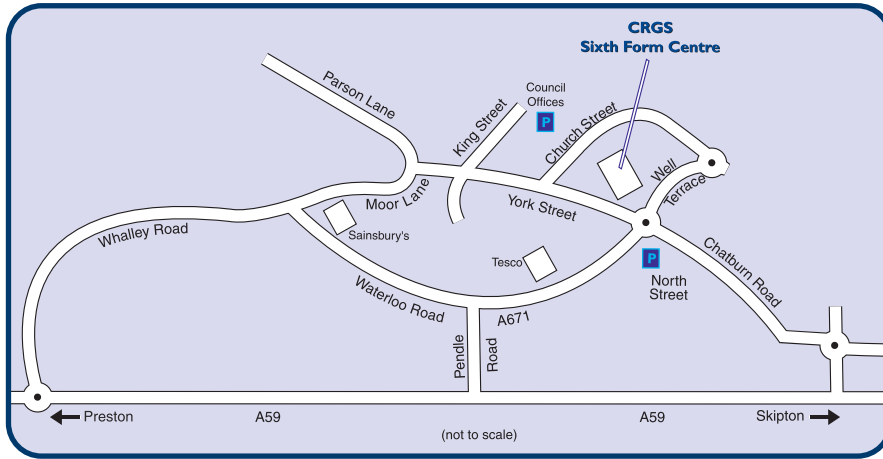 CRGS
Sixth Form Centre
Parson Lane
King Street
Council
Offices
P
Church Street
Well
Terrace
Moor Lane
York Street
Sainsbury's
Whalley Road
Tesco
P
North
Street
Chatburn Road
Waterloo Road
A671
Pendle
Road
Preston
A59
A59
Skipton
(not to scale)